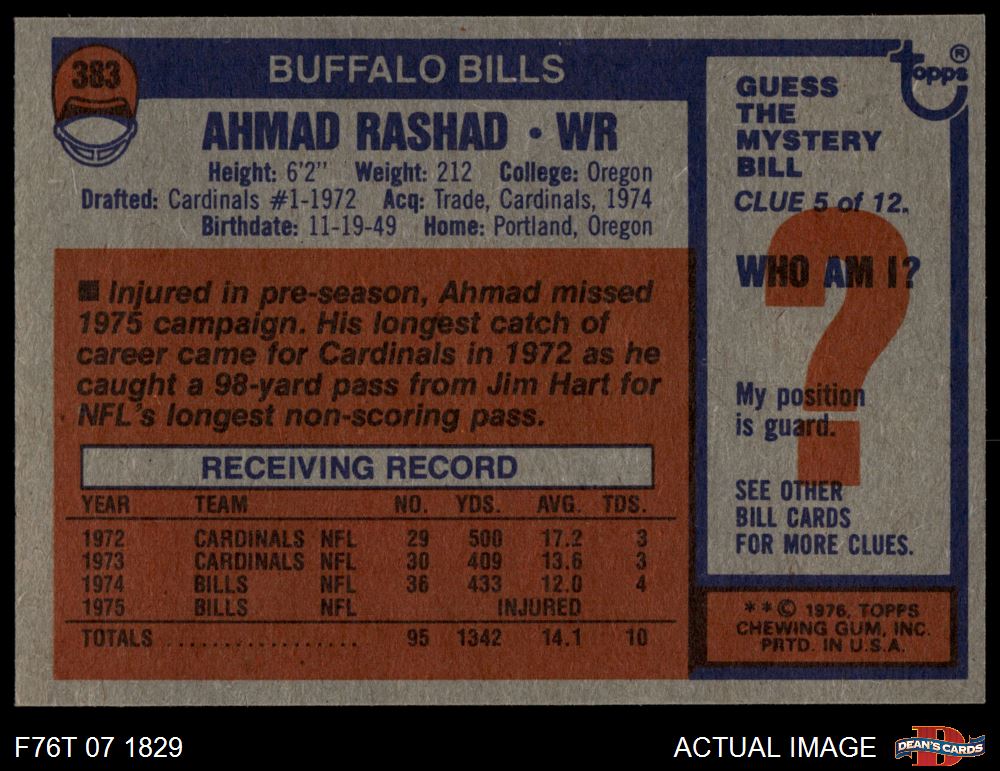 383
BUFFALO BILLS
AHMAD RASHAD • WR
Height: 6'2" Weight: 212 College: Oregon
Drafted: Cardinals #1-1972 Acq: Trade, Cardinals, 1974
Birthdate: 11-19-49 Home: Portland, Oregon
■ Injured in pre-season, Ahmad missed
1975 campaign. His longest catch of
career came for Cardinals in 1972 as he
caught a 98-yard pass from Jim Hart for
NFL's longest non-scoring pass.
RECEIVING RECORD
YEAR TEAM NO. YDS. AVG. TDS.
1972 CARDINALS NFL 29 500 17.2 3
1973 CARDINALS NFL 30 409 13.6 3
1974 BILLS NFL 36 433 12.0 4
1975 BILLS NFL INJURED
TOTALS .................. 95 1342 14.1 10
Topps®
GUESS
THE
MYSTERY
BILL
CLUE 5 of 12.
WHO AM I?
?
My position
is guard.
SEE OTHER
BILL CARDS
FOR MORE CLUES.
* * © 1976, TOPPS
CHEWING GUM, INC.
PRTD. IN U.S.A.
F76T 07 1829
ACTUAL IMAGE
D
DEAN'S CARDS